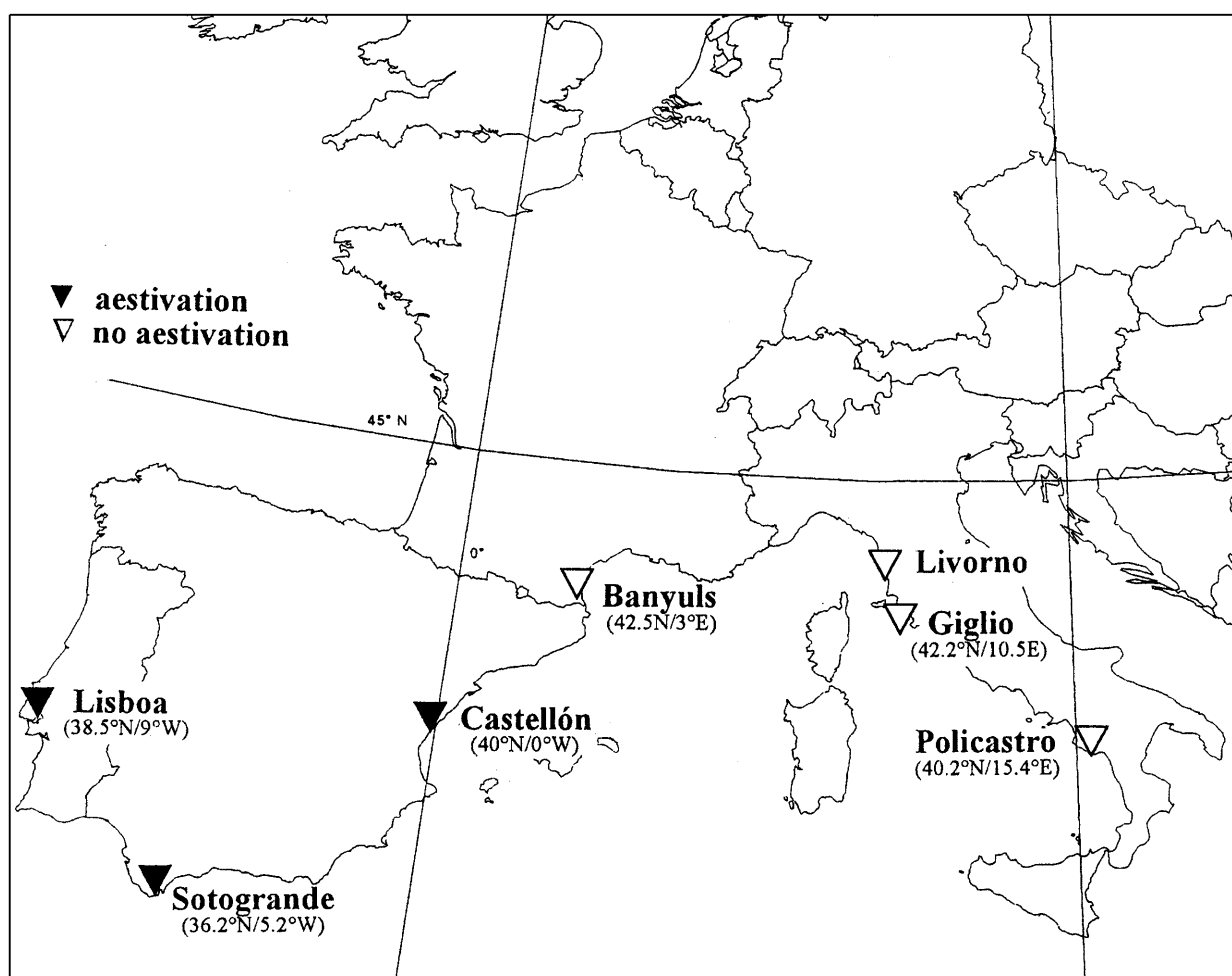 aestivation
no aestivation
45° N
0°
Livorno
Banyuls
(42.5N/3°E)
Giglio
(42.2°N/10.5E)
Lisboa
(38.5°N/9°W)
Castellón
(40°N/0°W)
Policastro
(40.2°N/15.4°E)
Sotogrande
(36.2°N/5.2°W)